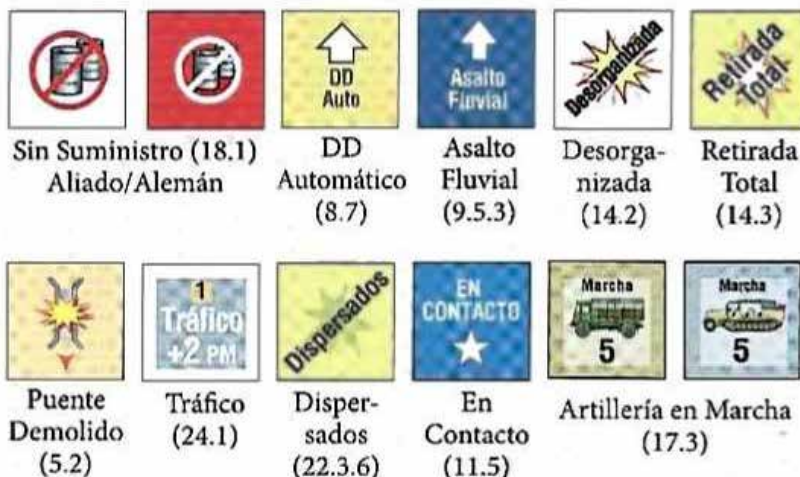 DD
Auto
Asalto
Fluvial
Desorganizada
Retirada
Total
Sin Suministro (18.1)
Aliado/Alemán
DD
Automático
(8.7)
Asalto
Fluvial
(9.5.3)
Desorga-
nizada
(14.2)
Retirada
Total
(14.3)
1
Tráfico
+2 PM
Dispersados
EN
CONTACTO
Marcha
5
Marcha
5
Puente
Demolido
(5.2)
Tráfico
(24.1)
Disper-
sados
(22.3.6)
En
Contacto
(11.5)
Artillería en Marcha
(17.3)